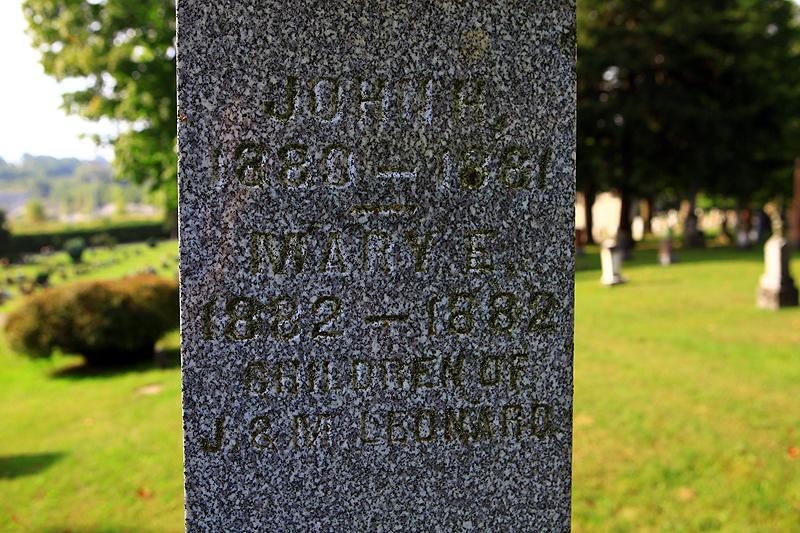 JOHN H.
1880 — 1881
MARY E.
1882 — 1882
CHILDREN OF
J. & M. LEONARD.